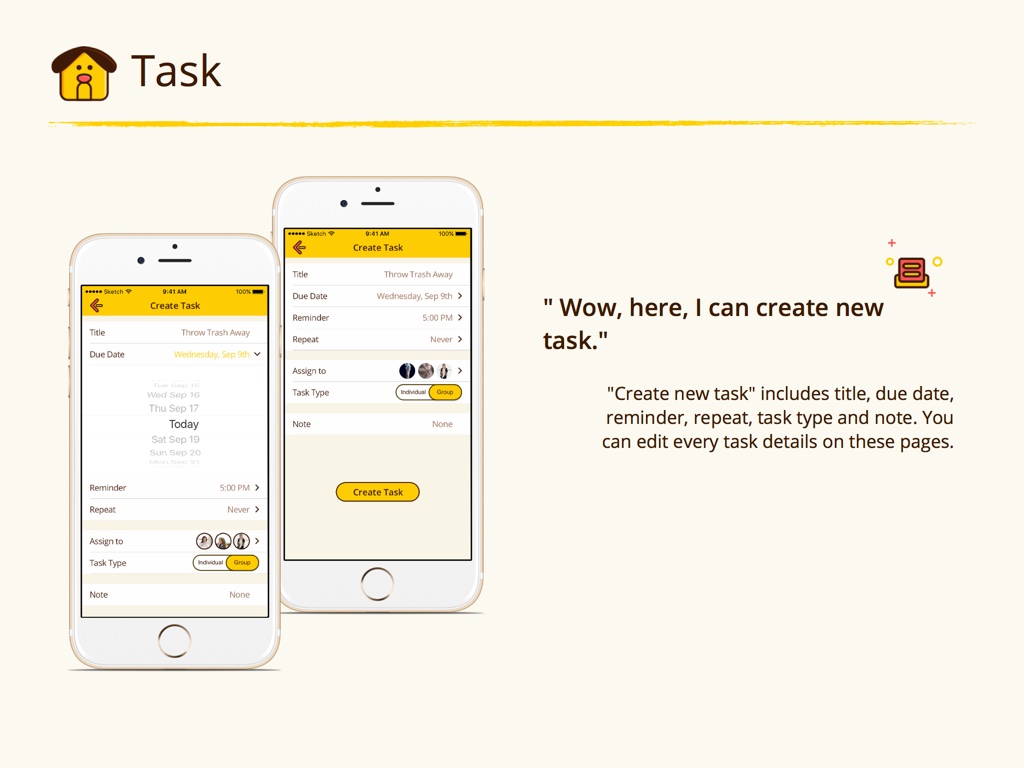 Task
●●●●● Sketch 9:41 AM 100%
Create Task
Title Throw Trash Away
Due Date Wednesday, Sep 9th
Tue Sep 15
Wed Sep 16
Thu Sep 17
Today
Sat Sep 19
Sun Sep 20
Reminder 5:00 PM
Repeat Never
Assign to
Task Type Individual Group
Note None
●●●●● Sketch 9:41 AM 100%
Create Task
Title Throw Trash Away
Due Date Wednesday, Sep 9th
Reminder 5:00 PM
Repeat Never
Assign to
Task Type Individual Group
Note None
Create Task
" Wow, here, I can create new
task."
"Create new task" includes title, due date,
reminder, repeat, task type and note. You
can edit every task details on these pages.